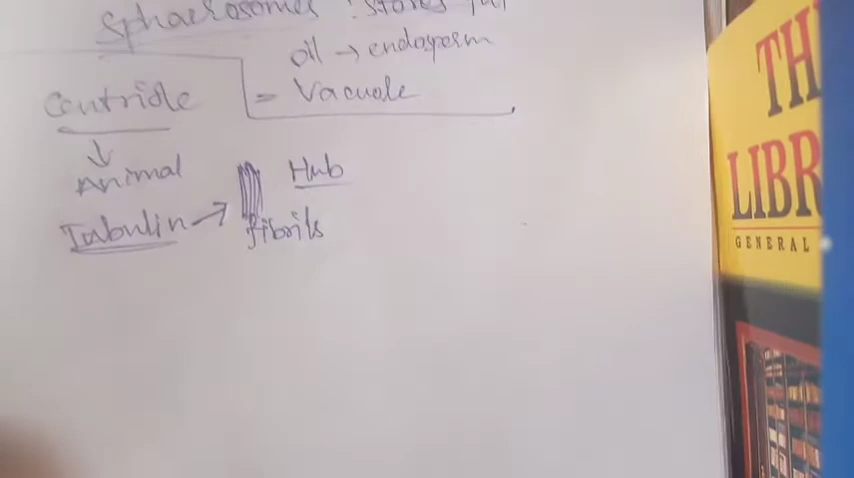 Sphaerosomes : stores fat
oil → endosperm
= Vacuole
Centriole
↓
Animal
Hub
Tubulin → fibrils
TH
LIBR
GENERAL